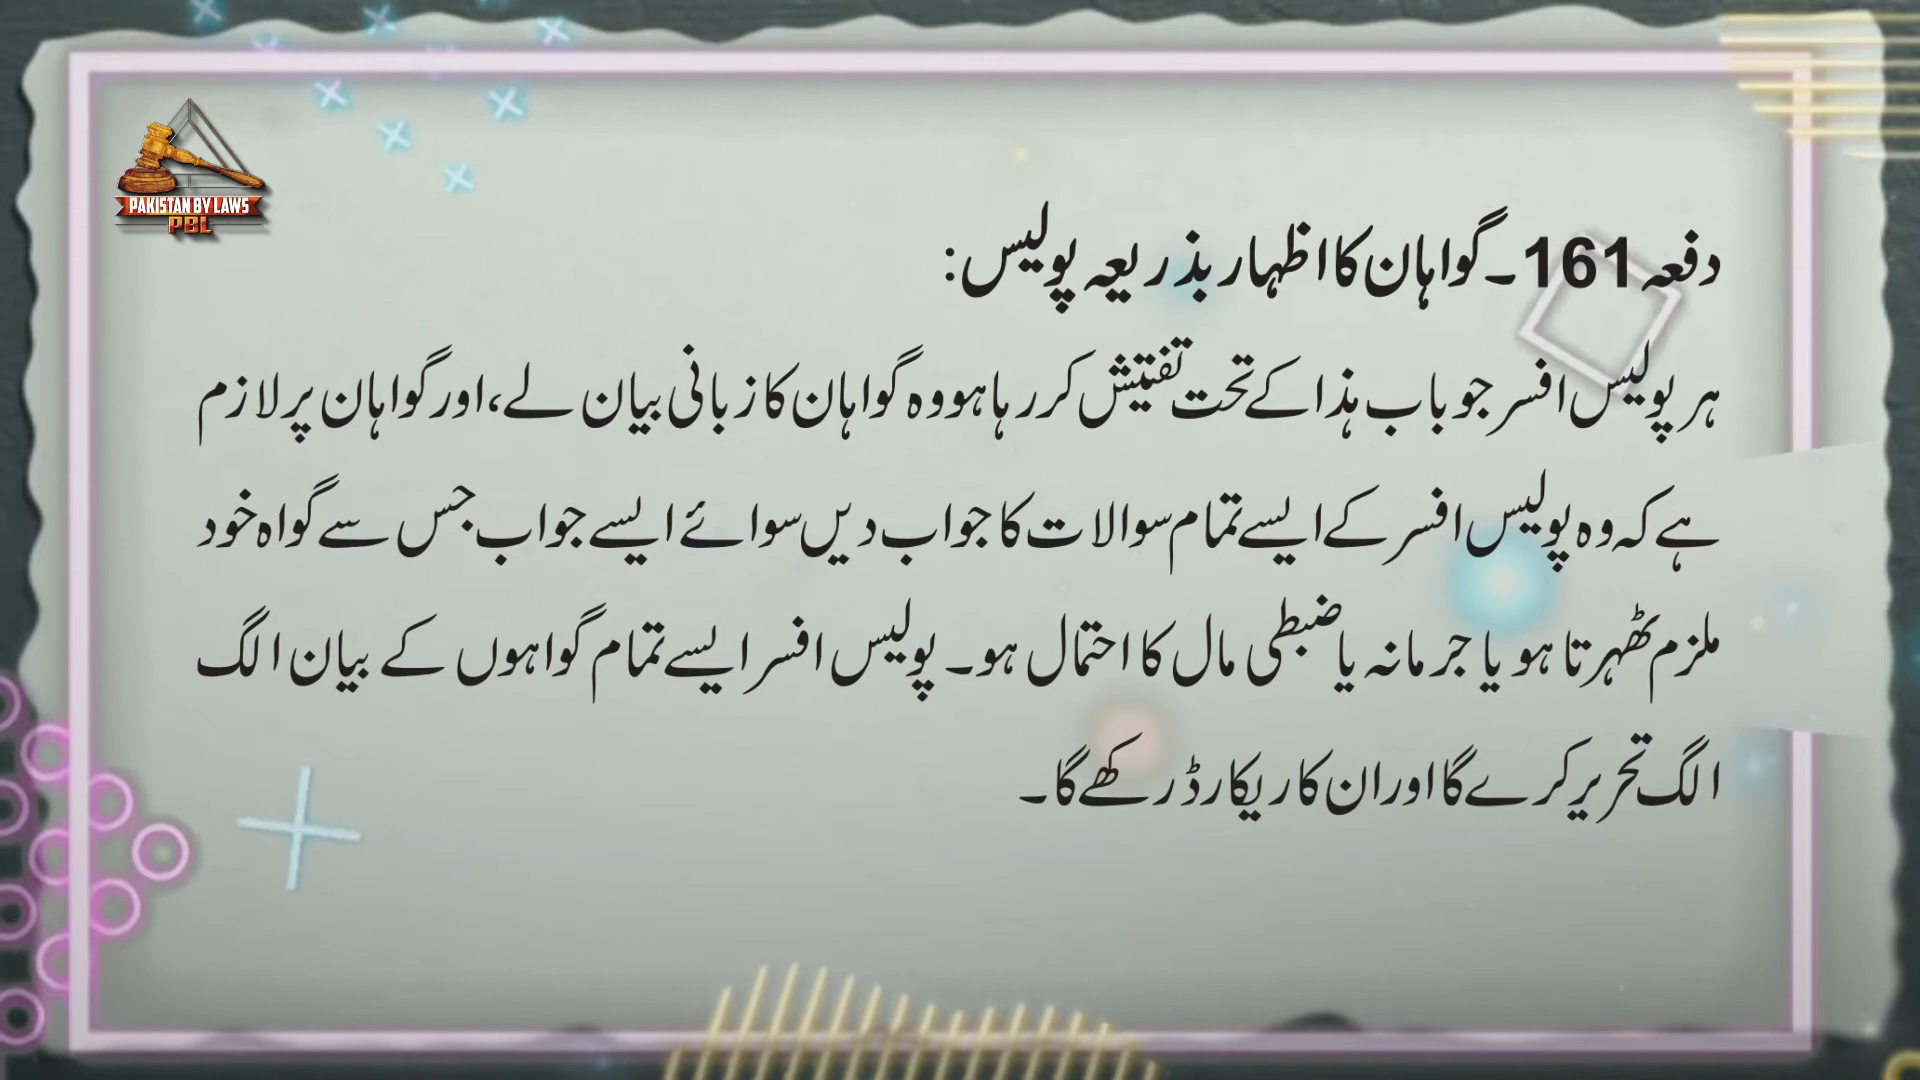 PAKISTAN BY LAWS
PBL
دفعہ 161۔ گواہان کا اظہار بذریعہ پولیس:
ہر پولیس افسر جو باب ہذا کے تحت تفتیش کر رہا ہو وہ گواہان کا زبانی بیان لے، اور گواہان پر لازم
ہے کہ وہ پولیس افسر کے ایسے تمام سوالات کا جواب دیں سوائے ایسے جواب جس سے گواہ خود
ملزم ٹھہرتا ہو یا جرمانہ یا ضبطی مال کا احتمال ہو۔ پولیس افسر ایسے تمام گواہوں کے بیان الگ
الگ تحریر کرے گا اور ان کا ریکارڈ رکھے گا۔